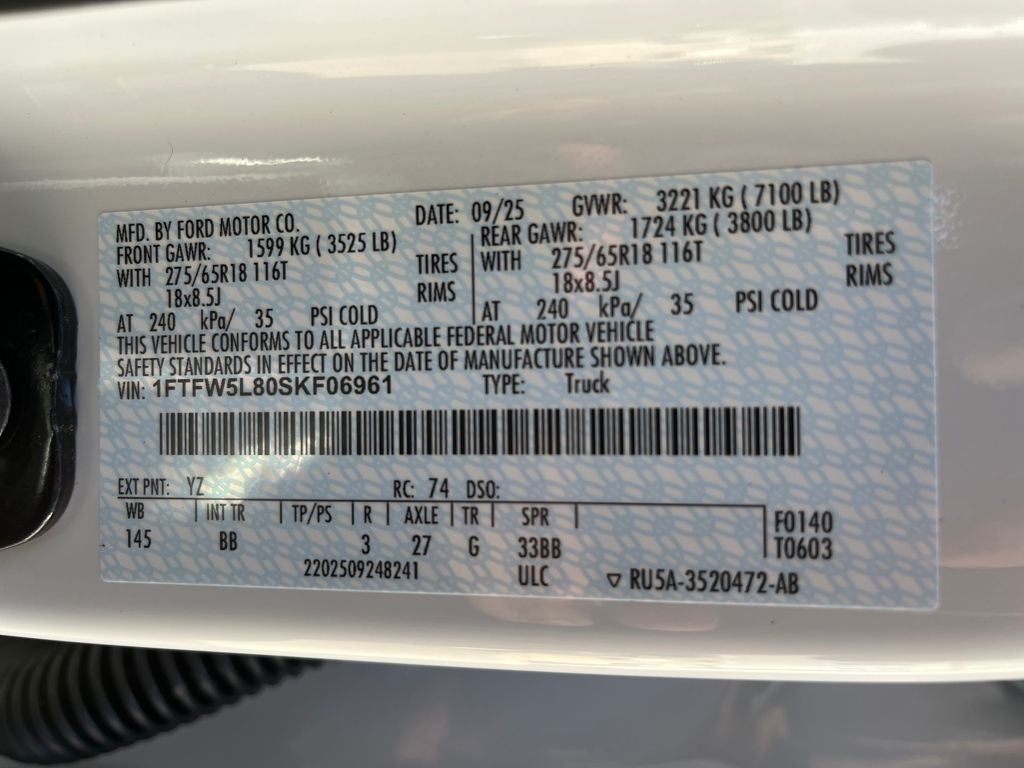 MFD. BY FORD MOTOR CO. DATE: 09/25 GVWR: 3221 KG ( 7100 LB)
FRONT GAWR: 1599 KG ( 3525 LB) REAR GAWR: 1724 KG ( 3800 LB)
WITH 275/65R18 116T TIRES WITH 275/65R18 116T TIRES
18x8.5J RIMS 18x8.5J RIMS
AT 240 kPa/ 35 PSI COLD AT 240 kPa/ 35 PSI COLD
THIS VEHICLE CONFORMS TO ALL APPLICABLE FEDERAL MOTOR VEHICLE
SAFETY STANDARDS IN EFFECT ON THE DATE OF MANUFACTURE SHOWN ABOVE.
VIN: 1FTFW5L80SKF06961 TYPE: Truck
EXT PNT: YZ RC: 74 DSO:
WB INT TR TP/PS R AXLE TR SPR F0140
145 BB 3 27 G 33BB T0603
2202509248241 ULC ▽ RU5A-3520472-AB